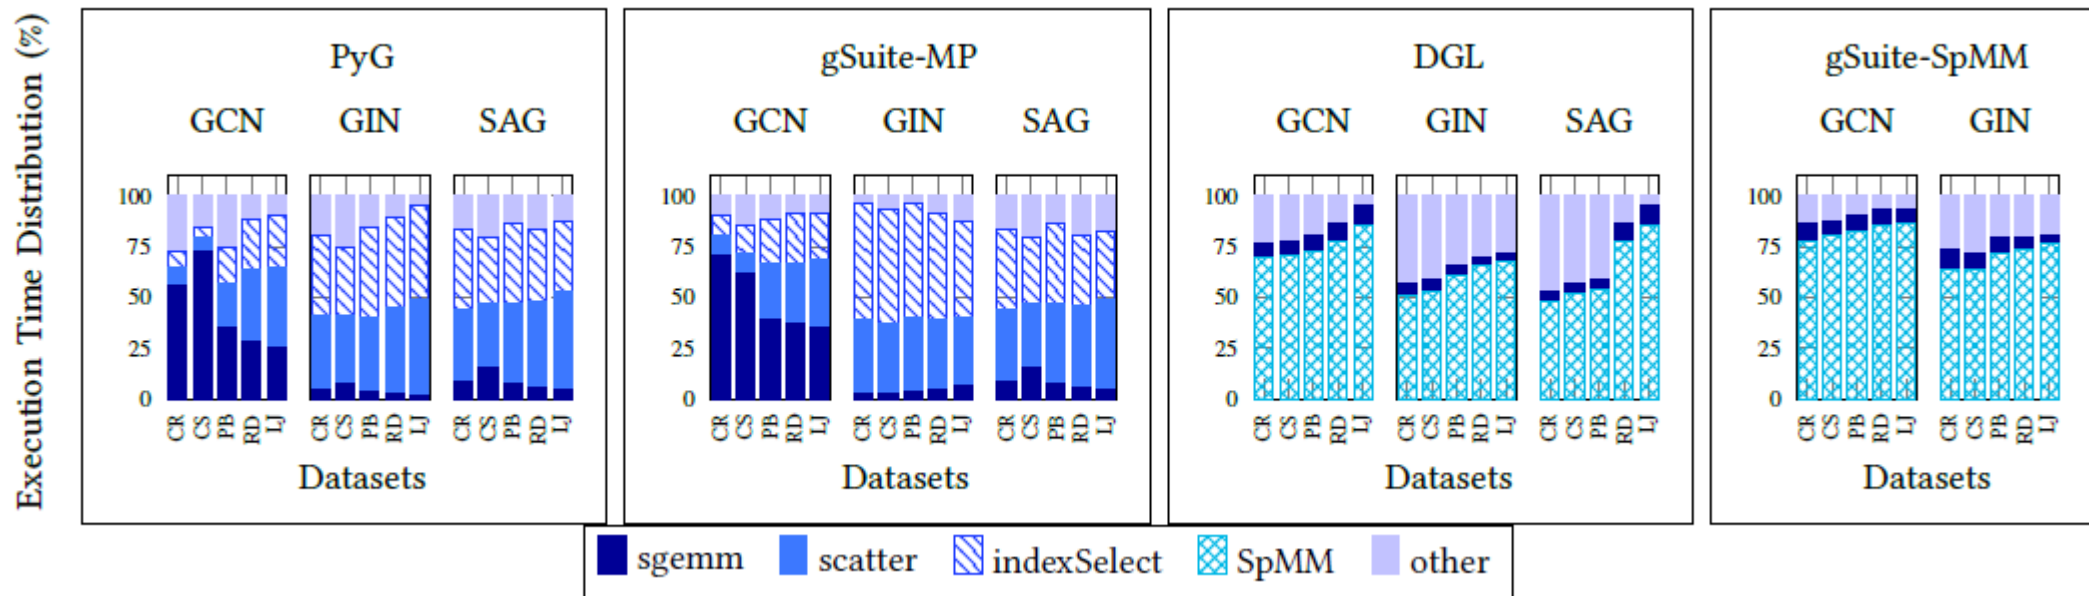 Execution Time Distribution (%)
PyG
GCN GIN SAG
100
75
50
25
0
CR CS PB RD LJ CR CS PB RD LJ CR CS PB RD LJ
Datasets
gSuite-MP
GCN GIN SAG
100
75
50
25
0
CR CS PB RD LJ CR CS PB RD LJ CR CS PB RD LJ
Datasets
DGL
GCN GIN SAG
100
75
50
25
0
CR CS PB RD LJ CR CS PB RD LJ CR CS PB RD LJ
Datasets
gSuite-SpMM
GCN GIN
100
75
50
25
0
CR CS PB RD LJ CR CS PB RD LJ
Datasets
sgemm scatter indexSelect SpMM other